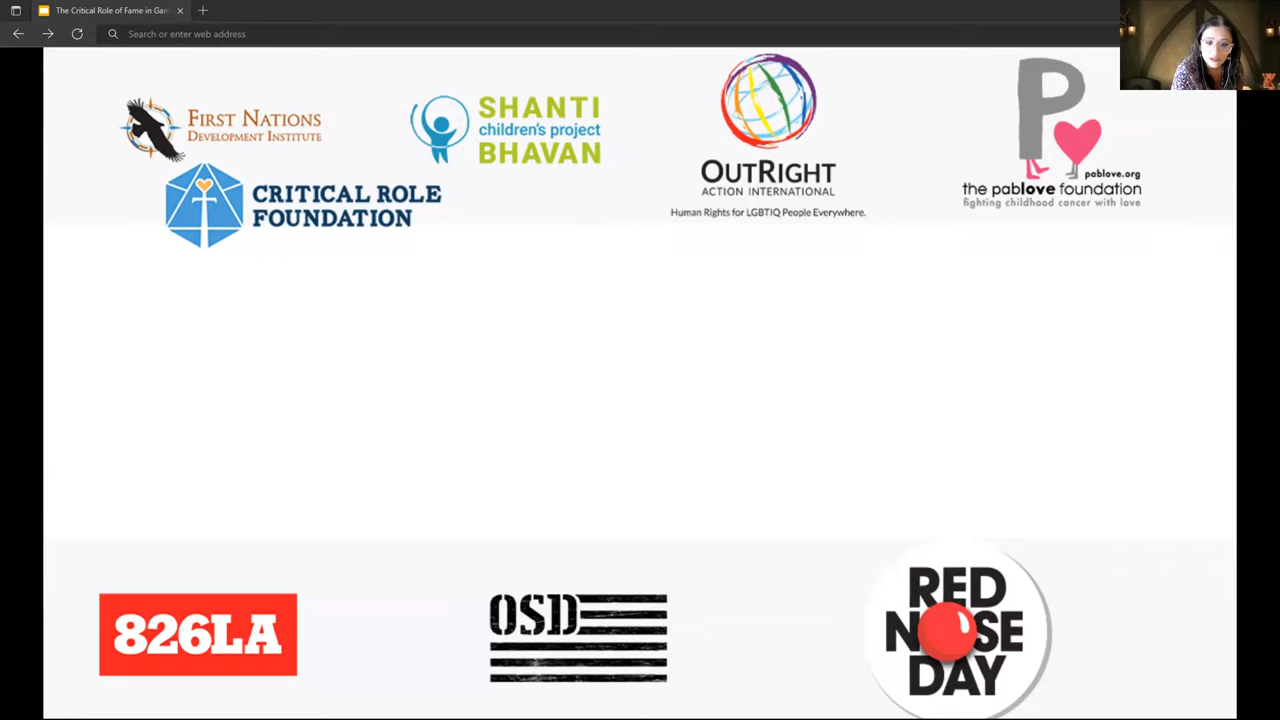 The Critical Role of Fame in Gam
Search or enter web address
FIRST NATIONS
DEVELOPMENT INSTITUTE
SHANTI
children's project
BHAVAN
OUTRIGHT
ACTION INTERNATIONAL
Human Rights for LGBTIQ People Everywhere.
P
pablove.org
the pablove foundation
fighting childhood cancer with love
CRITICAL ROLE
FOUNDATION
826LA
OSD
RED
NOSE
DAY